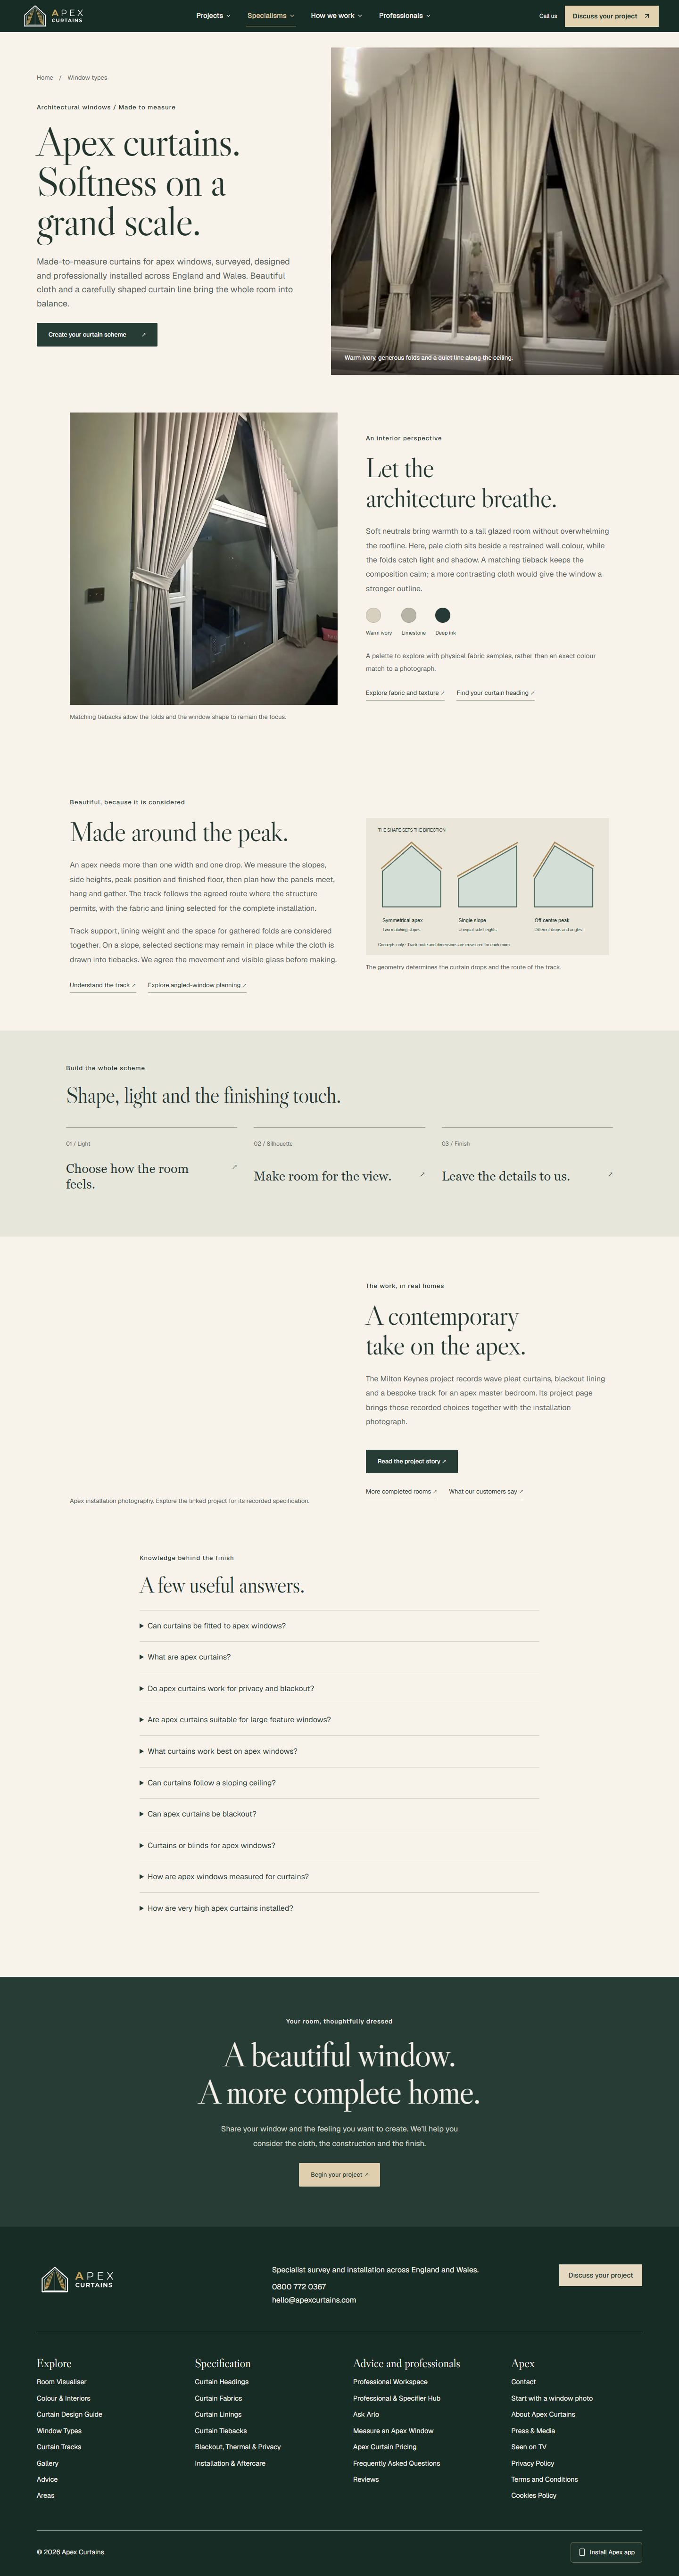 APEX
CURTAINS
Projects
Specialisms
How we work
Professionals
Call us
Discuss your project
Home / Window types
Architectural windows / Made to measure
Apex curtains.
Softness on a
grand scale.
Made-to-measure curtains for apex windows, surveyed, designed
and professionally installed across England and Wales. Beautiful
cloth and a carefully shaped curtain line bring the whole room into
balance.
Create your curtain scheme
Warm ivory, generous folds and a quiet line along the ceiling.
An interior perspective
Let the
architecture breathe.
Soft neutrals bring warmth to a tall glazed room without overwhelming
the roofline. Here, pale cloth sits beside a restrained wall colour, while
the folds catch light and shadow. A matching tieback keeps the
composition calm; a more contrasting cloth would give the window a
stronger outline.
Warm ivory
Limestone
Deep ink
A palette to explore with physical fabric samples, rather than an exact colour
match to a photograph.
Explore fabric and texture ↗
Find your curtain heading ↗
Matching tiebacks allow the folds and the window shape to remain the focus.
Beautiful, because it is considered
Made around the peak.
An apex needs more than one width and one drop. We measure the slopes,
side heights, peak position and finished floor, then plan how the panels meet,
hang and gather. The track follows the agreed route where the structure
permits, with the fabric and lining selected for the complete installation.
Track support, lining weight and the space for gathered folds are considered
together. On a slope, selected sections may remain in place while the cloth is
drawn into tiebacks. We agree the movement and visible glass before making.
Understand the track ↗
Explore angled-window planning ↗
THE SHAPE SETS THE DIRECTION
Symmetrical apex
Two matching slopes
Single slope
Unequal side heights
Off-centre peak
Different drops and angles
Concepts only · Track route and dimensions are measured for each room
The geometry determines the curtain drops and the route of the track.
Build the whole scheme
Shape, light and the finishing touch.
01 / Light
Choose how the room
feels.
02 / Silhouette
Make room for the view.
03 / Finish
Leave the details to us.
The work, in real homes
A contemporary
take on the apex.
The Milton Keynes project records wave pleat curtains, blackout lining
and a bespoke track for an apex master bedroom. Its project page
brings those recorded choices together with the installation
photograph.
Read the project story ↗
More completed rooms ↗
What our customers say ↗
Apex installation photography. Explore the linked project for its recorded specification.
Knowledge behind the finish
A few useful answers.
Can curtains be fitted to apex windows?
What are apex curtains?
Do apex curtains work for privacy and blackout?
Are apex curtains suitable for large feature windows?
What curtains work best on apex windows?
Can curtains follow a sloping ceiling?
Can apex curtains be blackout?
Curtains or blinds for apex windows?
How are apex windows measured for curtains?
How are very high apex curtains installed?
Your room, thoughtfully dressed
A beautiful window.
A more complete home.
Share your window and the feeling you want to create. We'll help you
consider the cloth, the construction and the finish.
Begin your project ↗
APEX
CURTAINS
Specialist survey and installation across England and Wales.
0800 772 0367
hello@apexcurtains.com
Discuss your project
Explore
Room Visualiser
Colour & Interiors
Curtain Design Guide
Window Types
Curtain Tracks
Gallery
Advice
Areas
Specification
Curtain Headings
Curtain Fabrics
Curtain Linings
Curtain Tiebacks
Blackout, Thermal & Privacy
Installation & Aftercare
Advice and professionals
Professional Workspace
Professional & Specifier Hub
Ask Arlo
Measure an Apex Window
Apex Curtain Pricing
Frequently Asked Questions
Reviews
Apex
Contact
Start with a window photo
About Apex Curtains
Press & Media
Seen on TV
Privacy Policy
Terms and Conditions
Cookies Policy
© 2026 Apex Curtains
Install Apex app